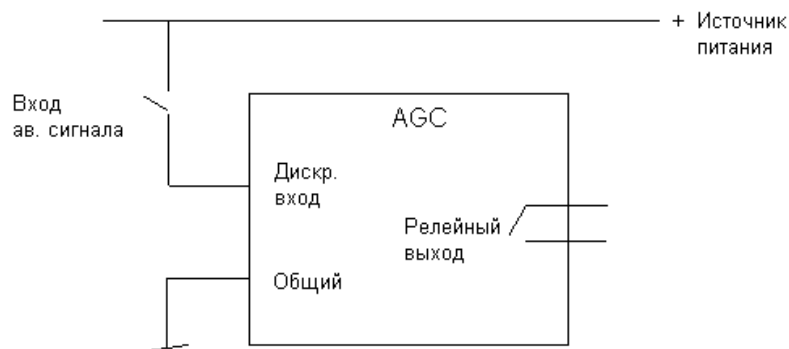 + Источник
питания
Вход
ав. сигнала
AGC
Дискр.
вход
Релейный
выход
Общий